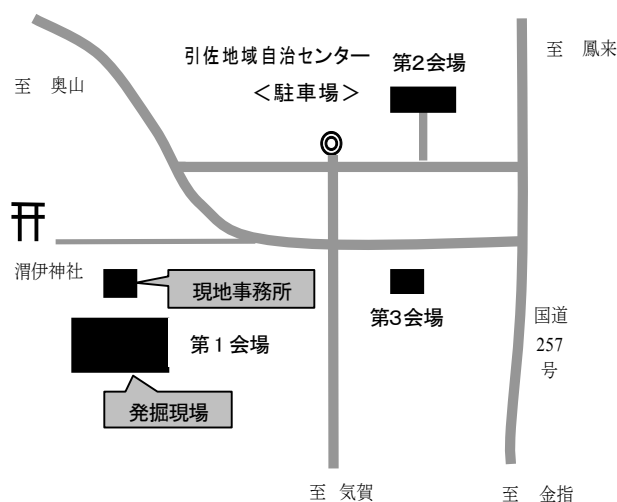 引佐地域自治センター
＜駐車場＞
第２会場
至　鳳来
至　奥山
渭伊神社
現地事務所
第１会場
発掘現場
第３会場
国道
257
号
至　気賀
至　金指